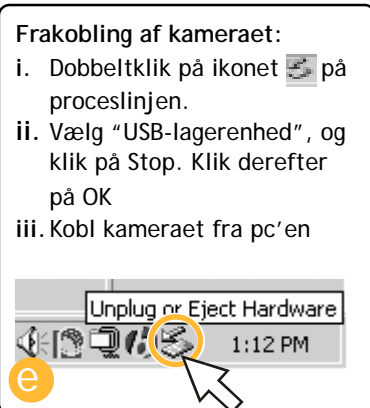 Frakobling af kameraet:
i. Dobbeltklik på ikonet på
proceslinjen.
ii. Vælg “USB-lagerenhed”, og
klik på Stop. Klik derefter
på OK
iii. Kobl kameraet fra pc’en
Unplug or Eject Hardware
1:12 PM
e